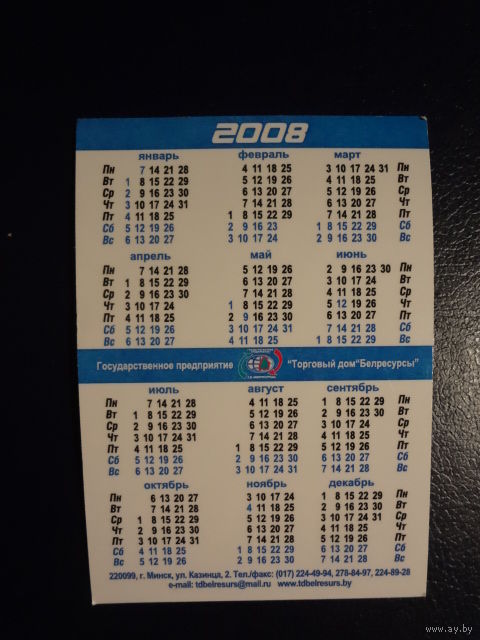 2008
январь февраль март
Пн 7 14 21 28 4 11 18 25 3 10 17 24 31 Пн
Вт 1 8 15 22 29 5 12 19 26 4 11 18 25 Вт
Ср 2 9 16 23 30 6 13 20 27 5 12 19 26 Ср
Чт 3 10 17 24 31 7 14 21 28 6 13 20 27 Чт
Пт 4 11 18 25 1 8 15 22 29 7 14 21 28 Пт
Сб 5 12 19 26 2 9 16 23 1 8 15 22 29 Сб
Вс 6 13 20 27 3 10 17 24 2 9 16 23 30 Вс
апрель май июнь
Пн 7 14 21 28 5 12 19 26 2 9 16 23 30 Пн
Вт 1 8 15 22 29 6 13 20 27 3 10 17 24 Вт
Ср 2 9 16 23 30 7 14 21 28 4 11 18 25 Ср
Чт 3 10 17 24 1 8 15 22 29 5 12 19 26 Чт
Пт 4 11 18 25 2 9 16 23 30 6 13 20 27 Пт
Сб 5 12 19 26 3 10 17 24 31 7 14 21 28 Сб
Вс 6 13 20 27 4 11 18 25 1 8 15 22 29 Вс
Государственное предприятие "Торговый дом"Белресурсы"
июль август сентябрь
Пн 7 14 21 28 4 11 18 25 1 8 15 22 29 Пн
Вт 1 8 15 22 29 5 12 19 26 2 9 16 23 30 Вт
Ср 2 9 16 23 30 6 13 20 27 3 10 17 24 Ср
Чт 3 10 17 24 31 7 14 21 28 4 11 18 25 Чт
Пт 4 11 18 25 1 8 15 22 29 5 12 19 26 Пт
Сб 5 12 19 26 2 9 16 23 30 6 13 20 27 Сб
Вс 6 13 20 27 3 10 17 24 31 7 14 21 28 Вс
октябрь ноябрь декабрь
Пн 6 13 20 27 3 10 17 24 1 8 15 22 29 Пн
Вт 7 14 21 28 4 11 18 25 2 9 16 23 30 Вт
Ср 1 8 15 22 29 5 12 19 26 3 10 17 24 31 Ср
Чт 2 9 16 23 30 6 13 20 27 4 11 18 25 Чт
Пт 3 10 17 24 31 7 14 21 28 5 12 19 26 Пт
Сб 4 11 18 25 1 8 15 22 29 6 13 20 27 Сб
Вс 5 12 19 26 2 9 16 23 30 7 14 21 28 Вс
220099, г. Минск, ул. Казинца, 2. Тел./факс: (017) 224-49-94, 278-84-97, 224-89-28
e-mail: tdbelresurs@mail.ru www.tdbelresurs.by
www.ay.by